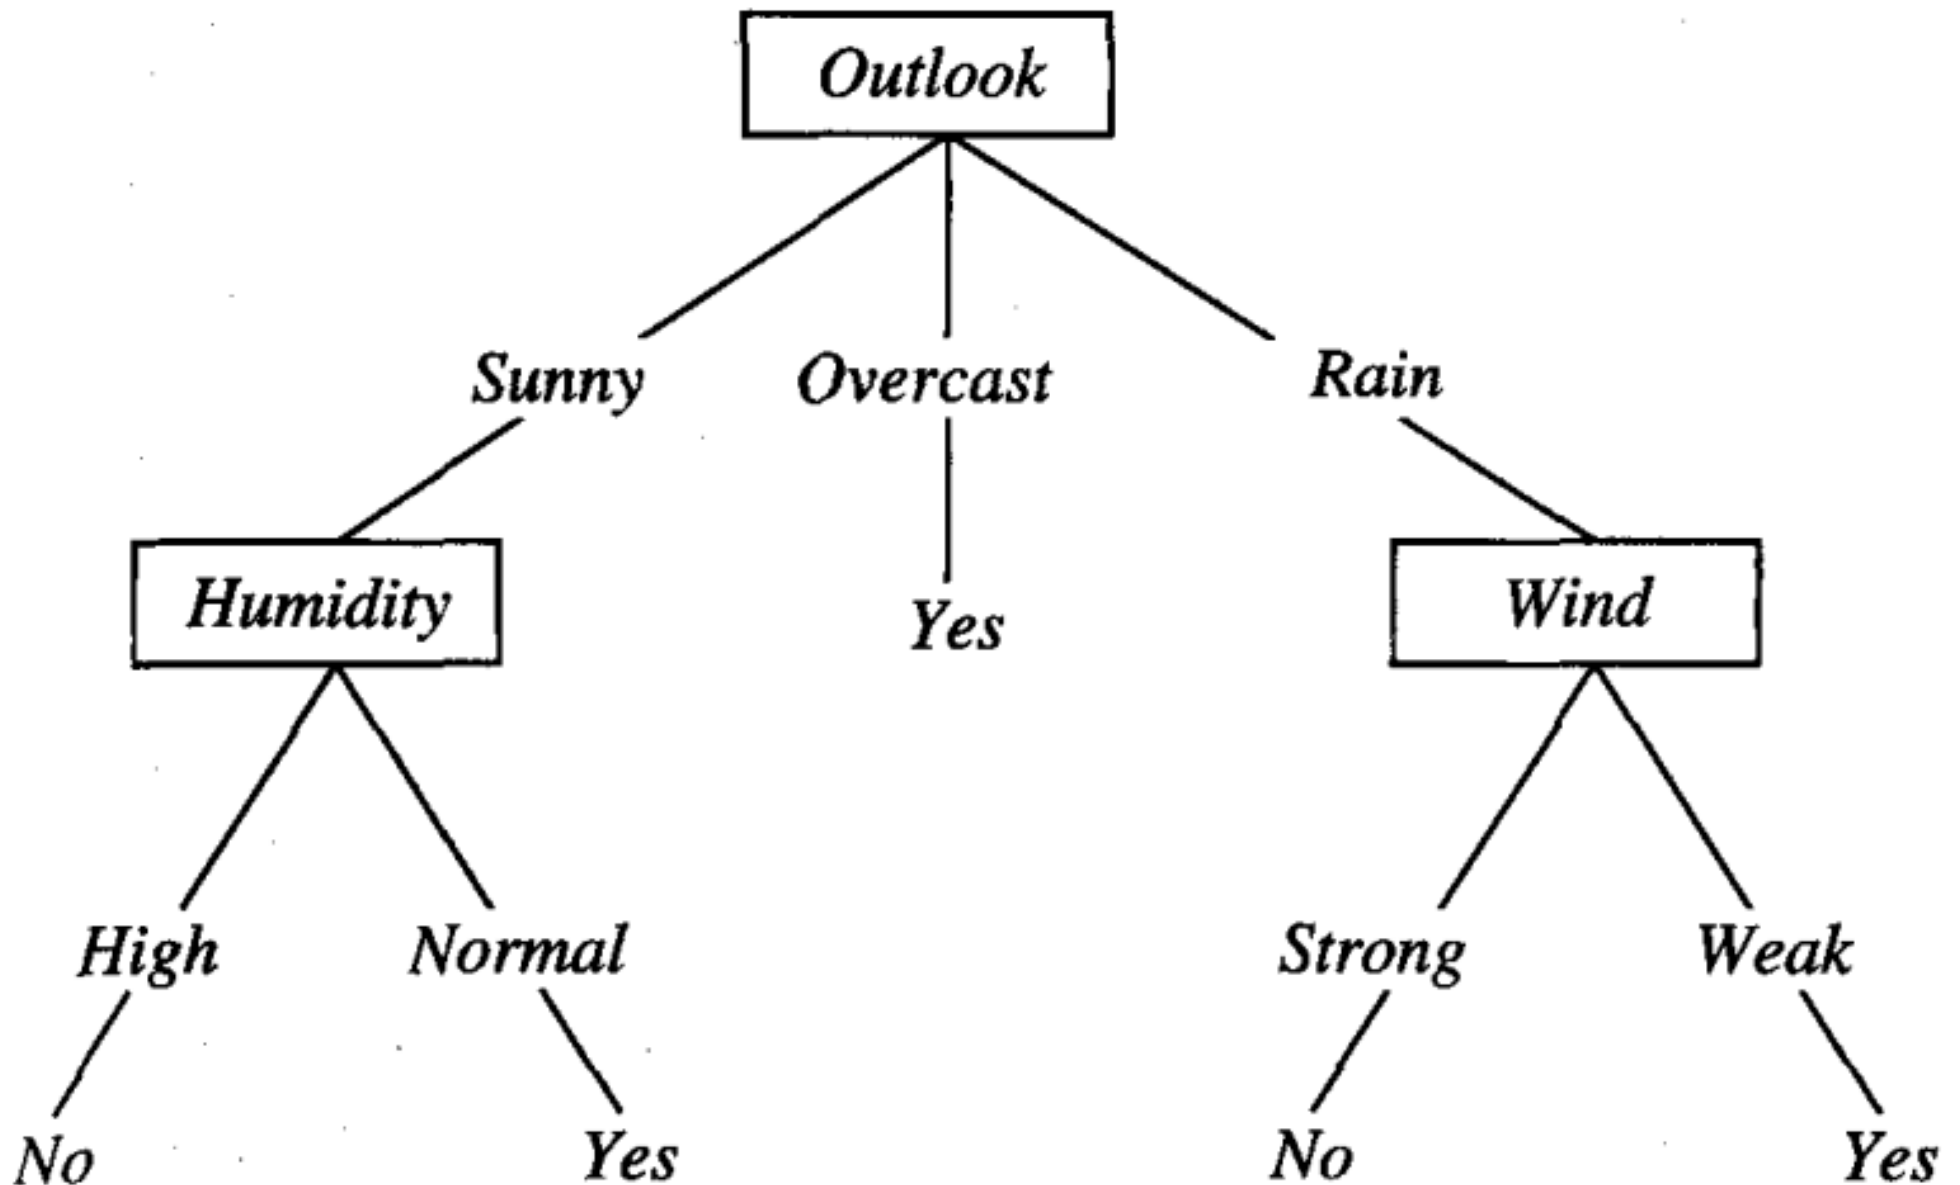 Outlook
Sunny Overcast Rain
Humidity Yes Wind
High Normal Strong Weak
No Yes No Yes